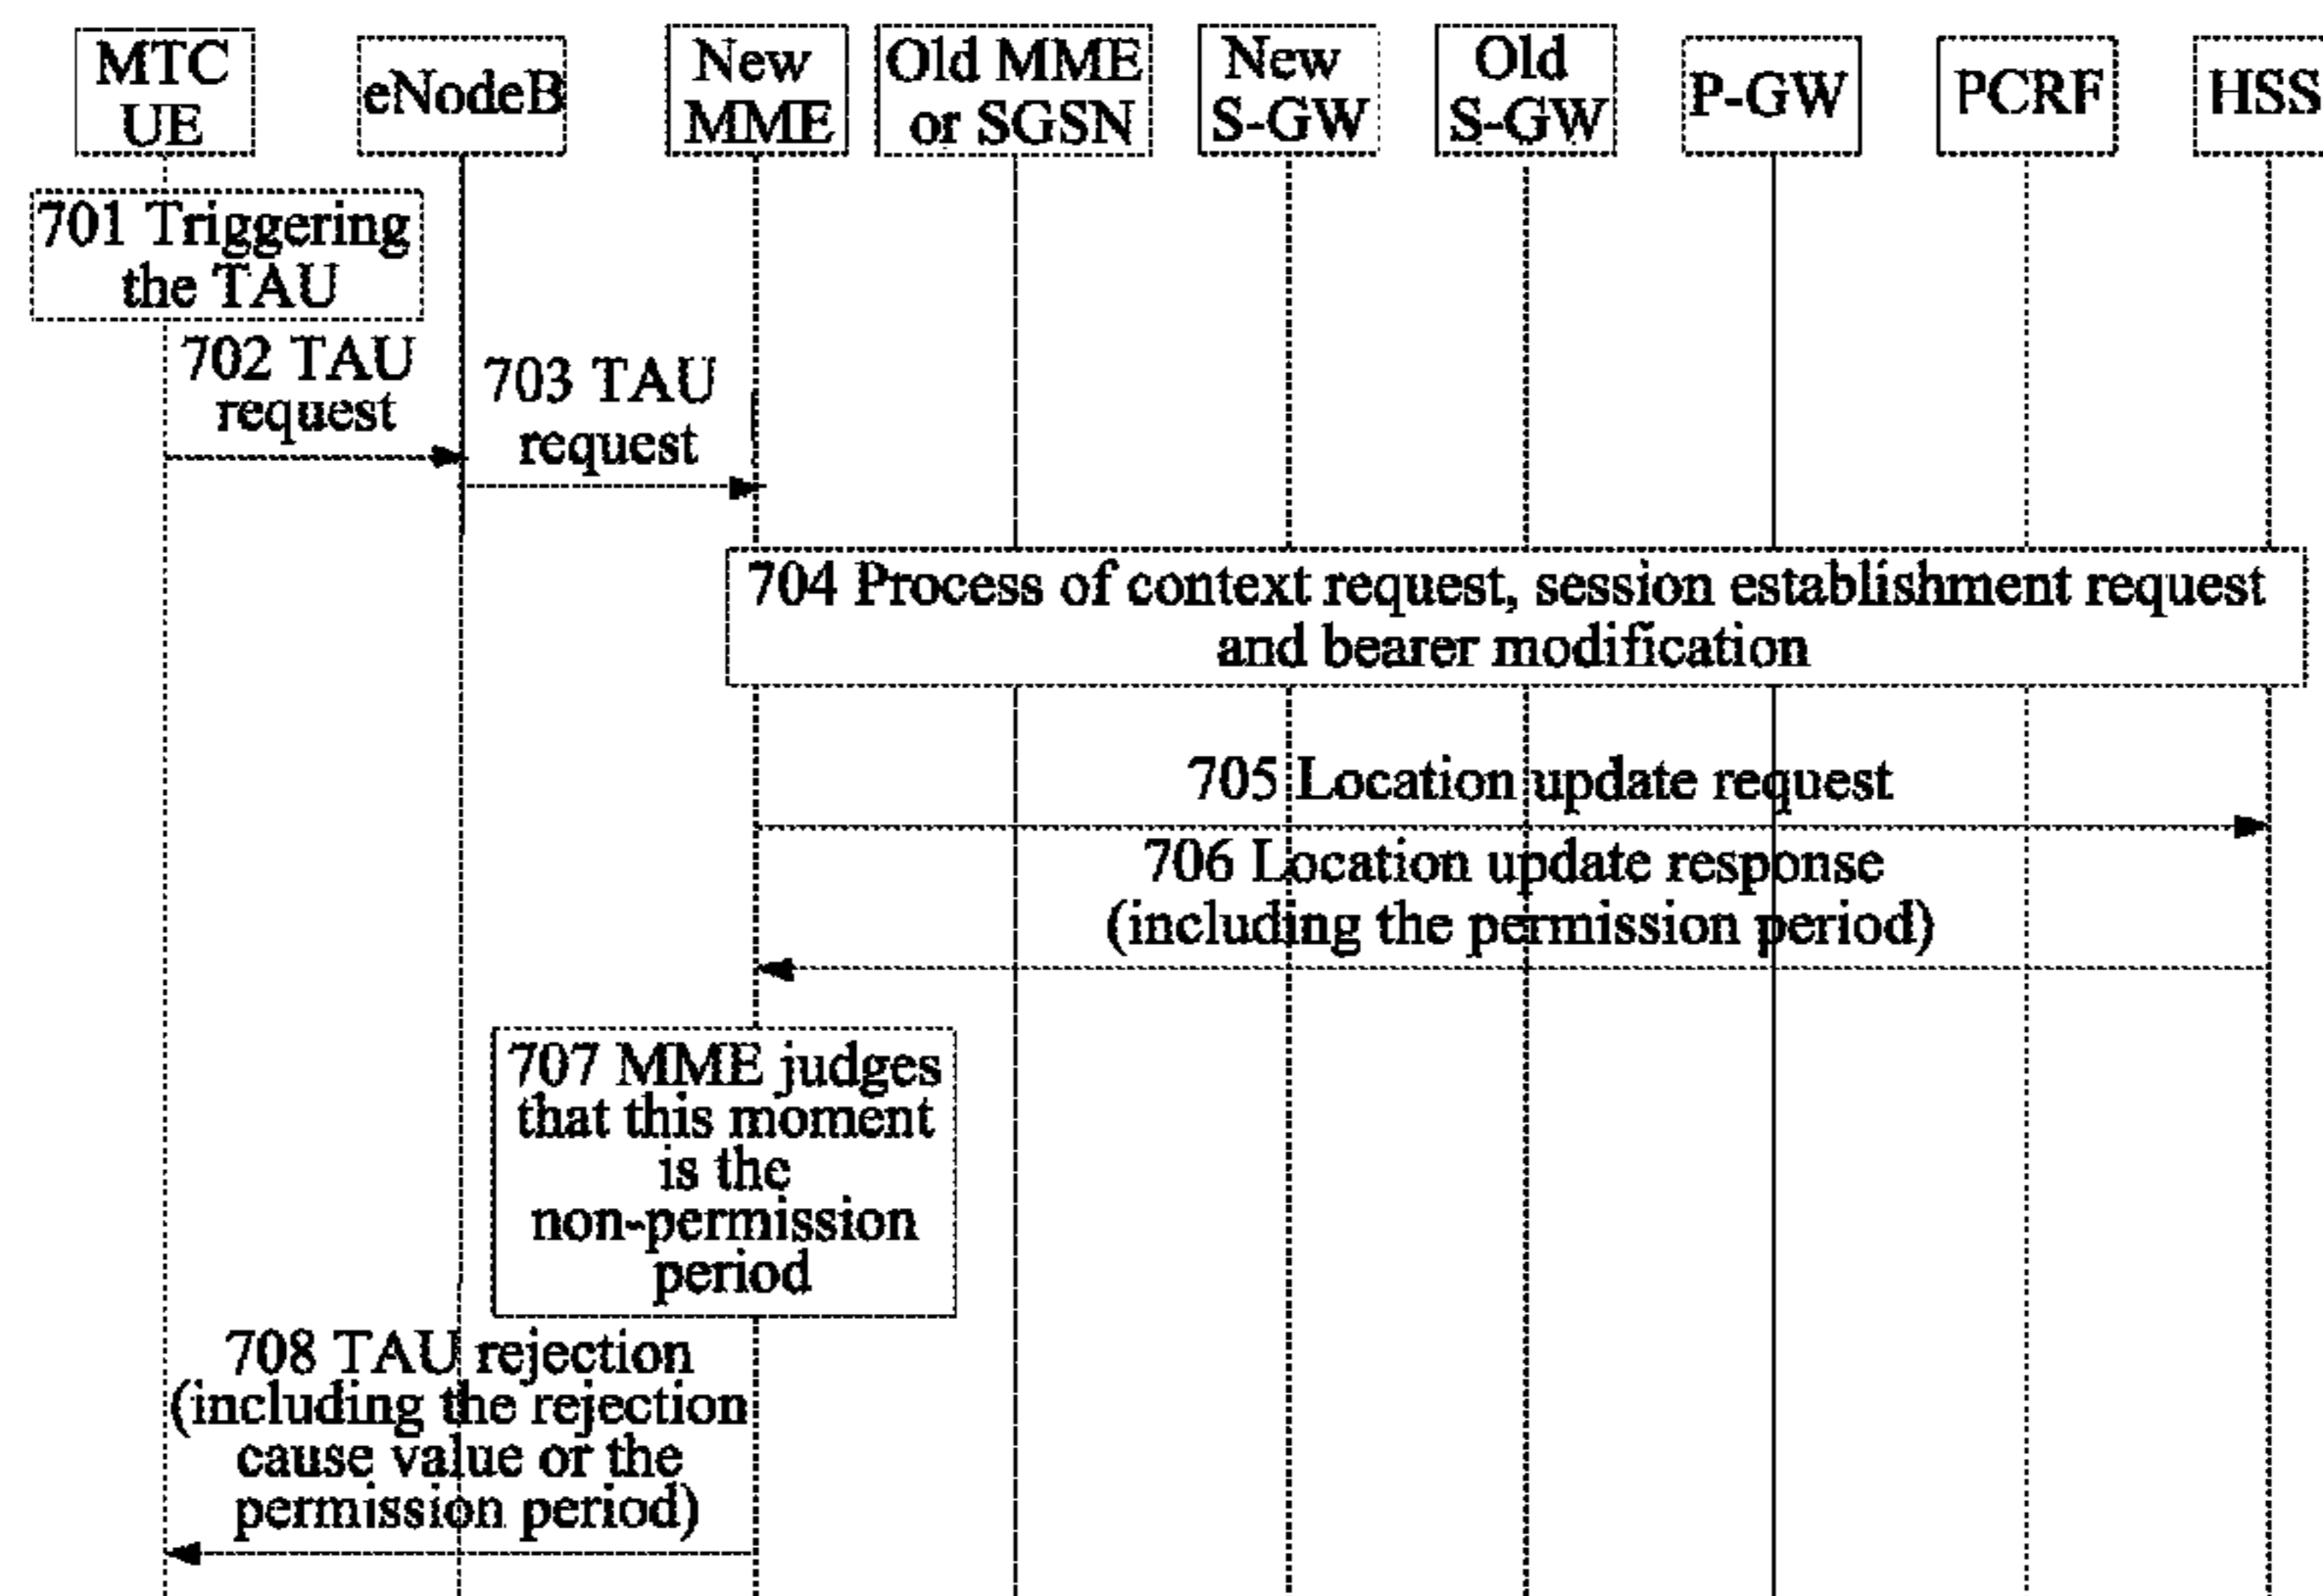 MTC
UE
eNodeB
New
MME
Old MME
or SGSN
New
S-GW
Old
S-GW
P-GW
PCRF
HSS
701 Triggering
the TAU
702 TAU
request
703 TAU
request
704 Process of context request, session establishment request
and bearer modification
705 Location update request
706 Location update response
(including the permission period)
707 MME judges
that this moment
is the
non-permission
period
708 TAU rejection
(including the rejection
cause value or the
permission period)